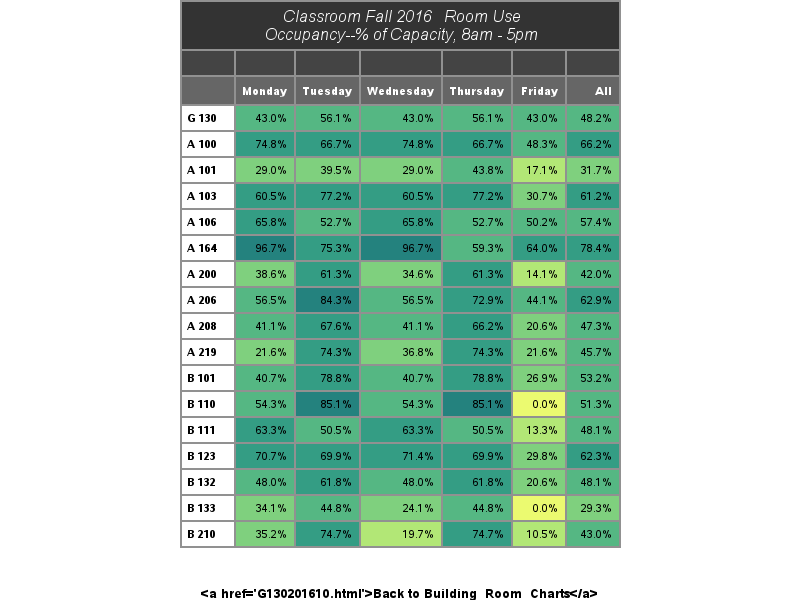 Classroom Fall 2016 Room Use
Occupancy--% of Capacity, 8am - 5pm
Monday Tuesday Wednesday Thursday Friday All
G 130 43.0% 56.1% 43.0% 56.1% 43.0% 48.2%
A 100 74.8% 66.7% 74.8% 66.7% 48.3% 66.2%
A 101 29.0% 39.5% 29.0% 43.8% 17.1% 31.7%
A 103 60.5% 77.2% 60.5% 77.2% 30.7% 61.2%
A 106 65.8% 52.7% 65.8% 52.7% 50.2% 57.4%
A 164 96.7% 75.3% 96.7% 59.3% 64.0% 78.4%
A 200 38.6% 61.3% 34.6% 61.3% 14.1% 42.0%
A 206 56.5% 84.3% 56.5% 72.9% 44.1% 62.9%
A 208 41.1% 67.6% 41.1% 66.2% 20.6% 47.3%
A 219 21.6% 74.3% 36.8% 74.3% 21.6% 45.7%
B 101 40.7% 78.8% 40.7% 78.8% 26.9% 53.2%
B 110 54.3% 85.1% 54.3% 85.1% 0.0% 51.3%
B 111 63.3% 50.5% 63.3% 50.5% 13.3% 48.1%
B 123 70.7% 69.9% 71.4% 69.9% 29.8% 62.3%
B 132 48.0% 61.8% 48.0% 61.8% 20.6% 48.1%
B 133 34.1% 44.8% 24.1% 44.8% 0.0% 29.3%
B 210 35.2% 74.7% 19.7% 74.7% 10.5% 43.0%
<a href='G130201610.html'>Back to Building Room Charts</a>